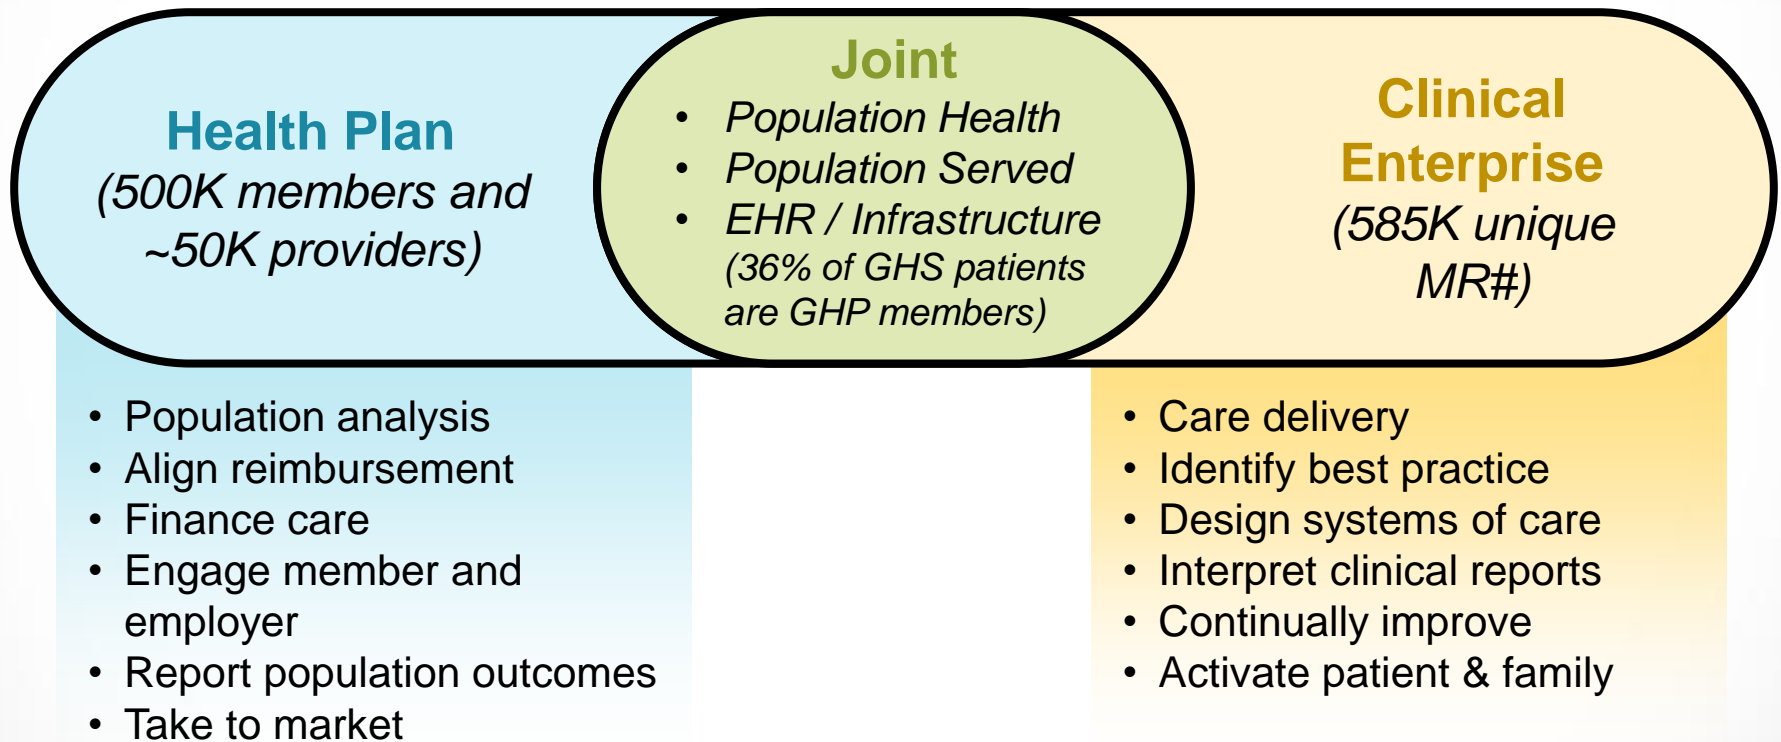 Health Plan
(500K members and
~50K providers)
Joint
• Population Health
• Population Served
• EHR / Infrastructure
(36% of GHS patients
are GHP members)
Clinical
Enterprise
(585K unique
MR#)
• Population analysis
• Align reimbursement
• Finance care
• Engage member and
employer
• Report population outcomes
• Take to market
• Care delivery
• Identify best practice
• Design systems of care
• Interpret clinical reports
• Continually improve
• Activate patient & family